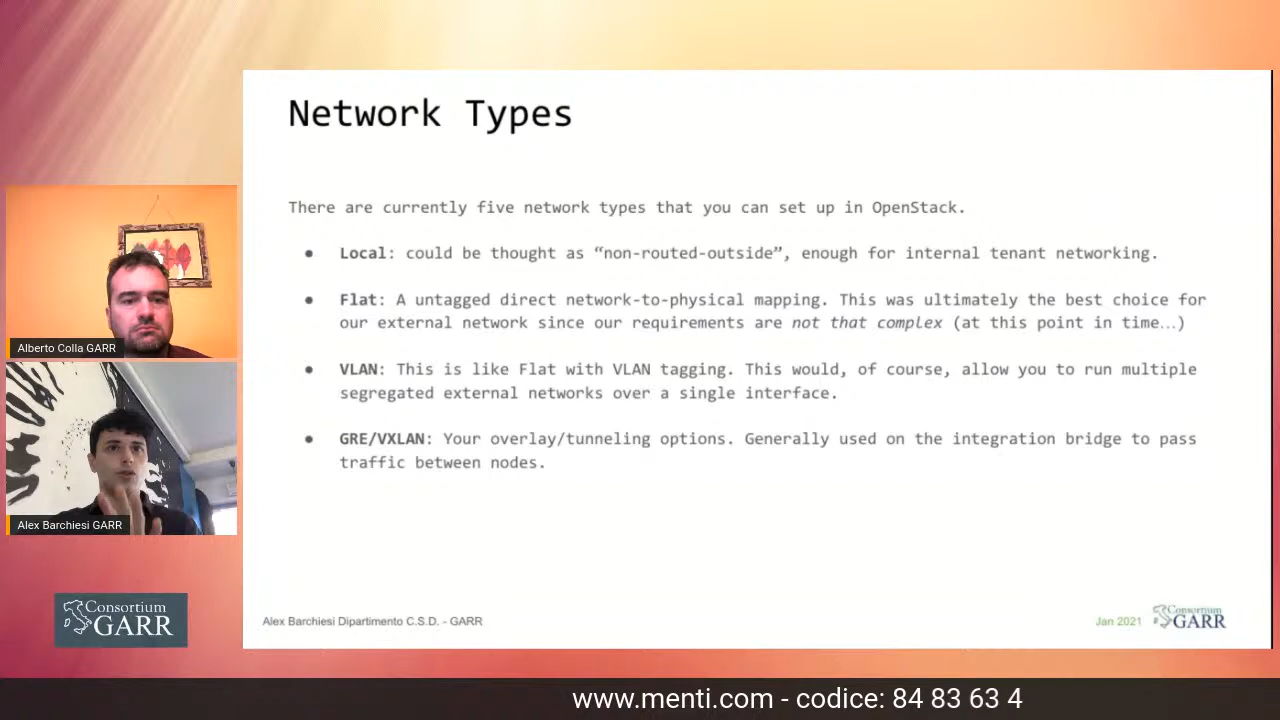 Network Types
There are currently five network types that you can set up in OpenStack.
● Local: could be thought as “non-routed-outside”, enough for internal tenant networking.
● Flat: A untagged direct network-to-physical mapping. This was ultimately the best choice for
our external network since our requirements are not that complex (at this point in time…)
● VLAN: This is like Flat with VLAN tagging. This would, of course, allow you to run multiple
segregated external networks over a single interface.
● GRE/VXLAN: Your overlay/tunneling options. Generally used on the integration bridge to pass
traffic between nodes.
Alex Barchiesi Dipartimento C.S.D. - GARR
Jan 2021
Consortium
GARR
Alberto Colla GARR
Alex Barchiesi GARR
Consortium
GARR
www.menti.com - codice: 84 83 63 4